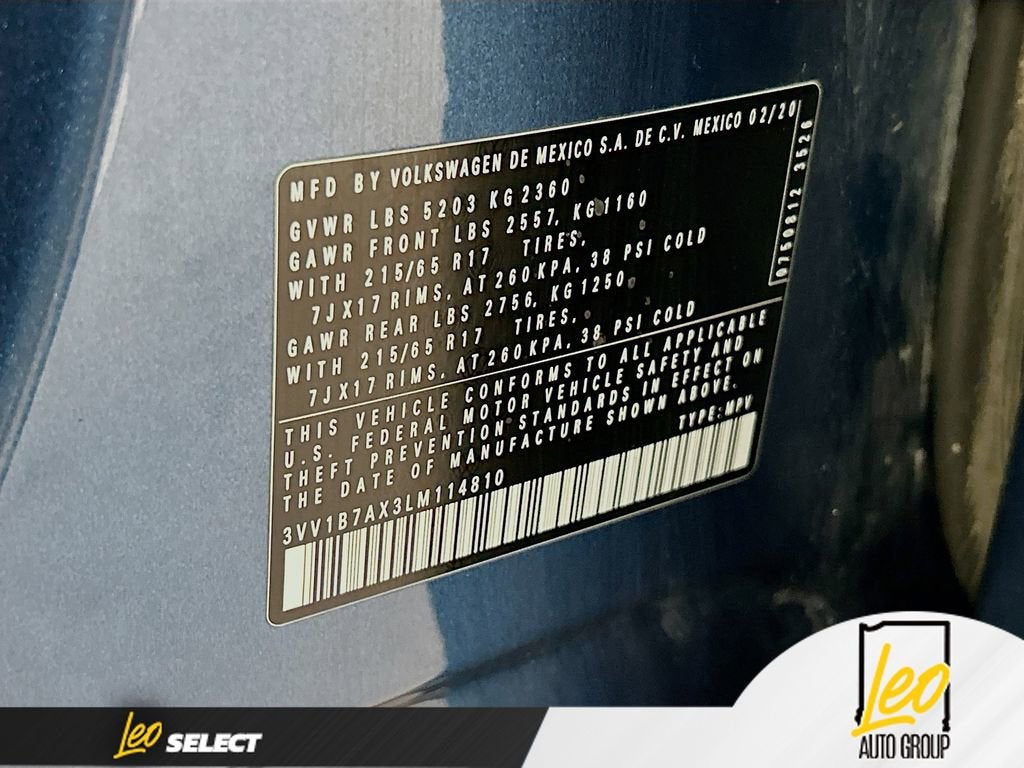 MFD BY VOLKSWAGEN DE MEXICO S.A. DE C.V. MEXICO 02/20
GVWR LBS 5203 KG 2360
GAWR FRONT LBS 2557, KG 1160
WITH 215/65 R17 TIRES,
7JX17 RIMS, AT 260 KPA, 38 PSI COLD
GAWR REAR LBS 2756, KG 1250
WITH 215/65 R17 TIRES,
7JX17 RIMS, AT 260 KPA, 38 PSI COLD
THIS VEHICLE CONFORMS TO ALL APPLICABLE
U.S. FEDERAL MOTOR VEHICLE SAFETY AND
THEFT PREVENTION STANDARDS IN EFFECT ON
THE DATE OF MANUFACTURE SHOWN ABOVE.
TYPE: MPV
3VV1B7AX3LM114810
Leo SELECT
Leo
AUTO GROUP